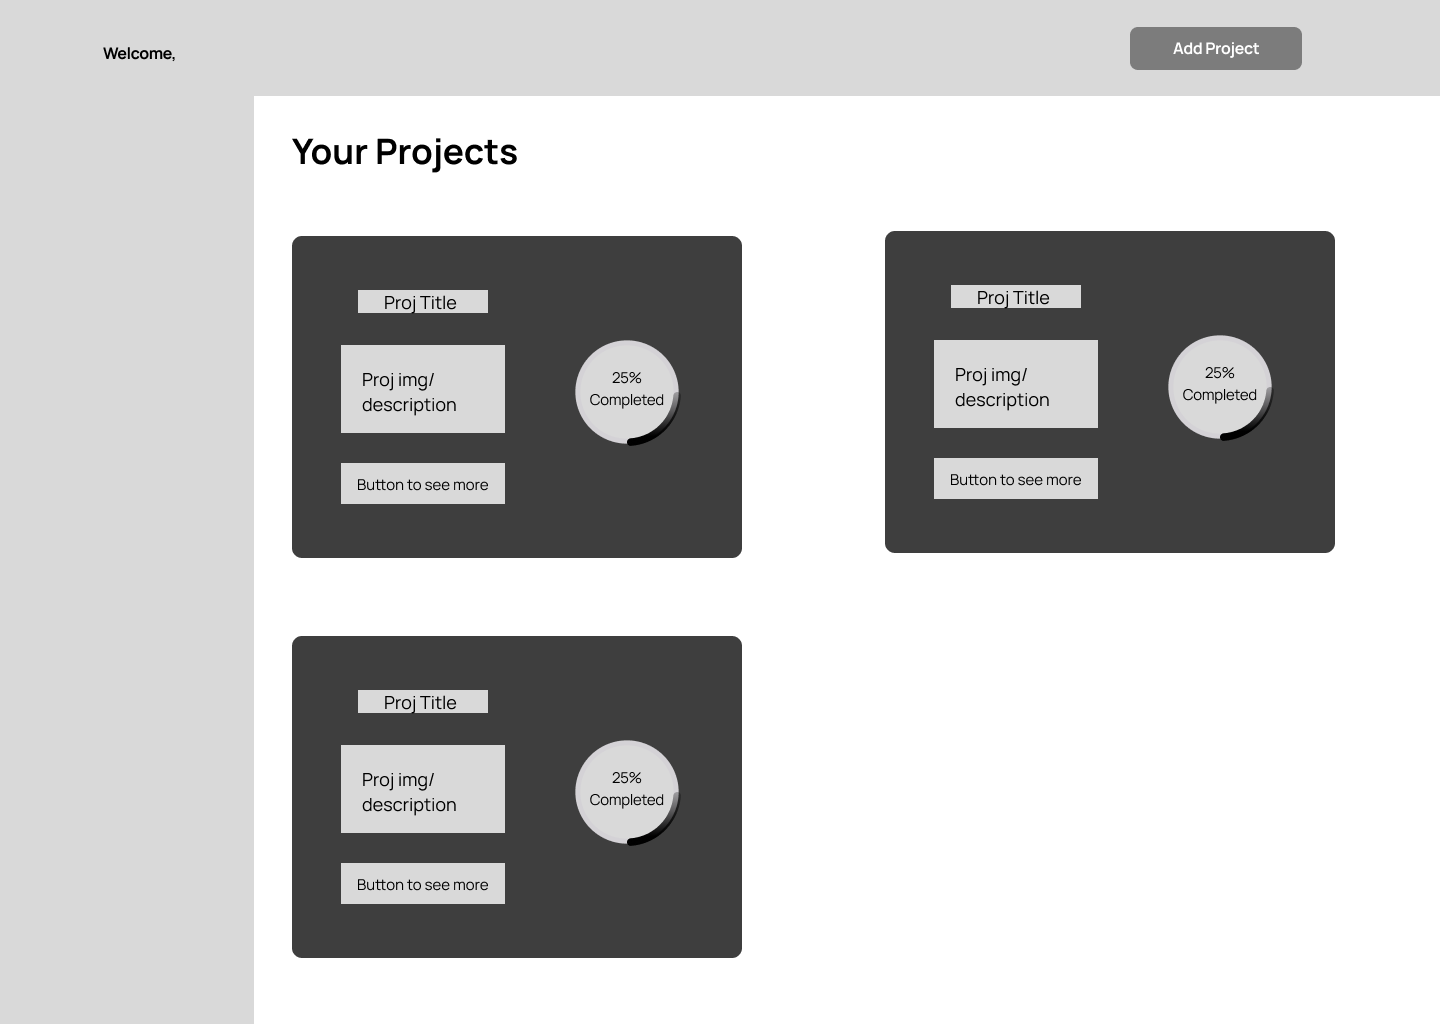 Welcome,
Add Project
Your Projects
Proj Title
Proj img/
description
25%
Completed
Button to see more
Proj Title
Proj img/
description
25%
Completed
Button to see more
Proj Title
Proj img/
description
25%
Completed
Button to see more